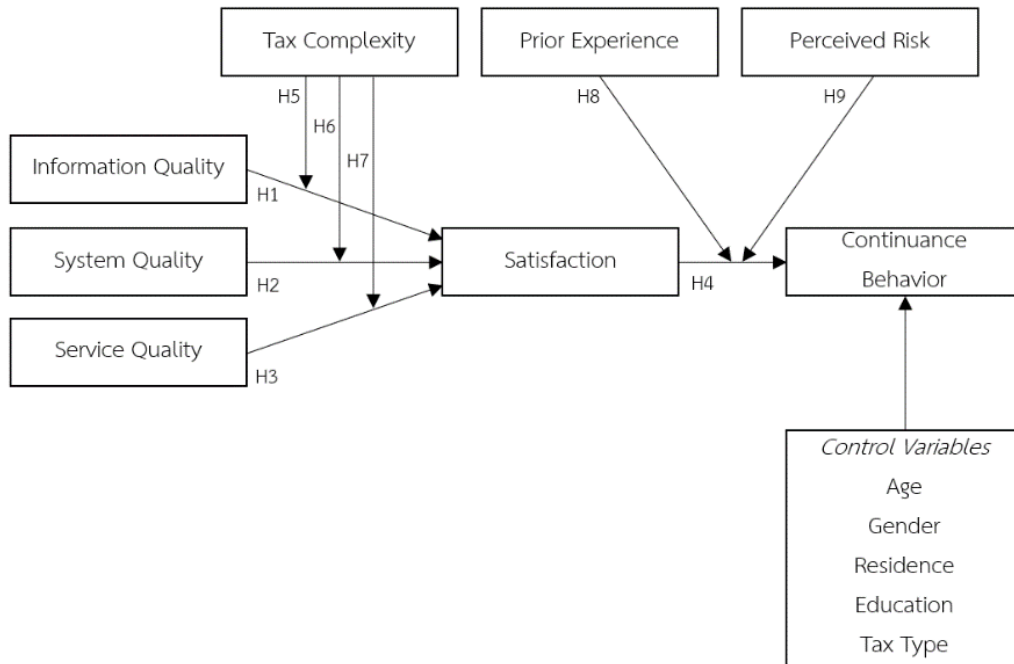 Tax Complexity
Prior Experience
Perceived Risk
H5
H6
H7
H8
H9
Information Quality
H1
System Quality
H2
Service Quality
H3
Satisfaction
H4
Continuance
Behavior
Control Variables
Age
Gender
Residence
Education
Tax Type